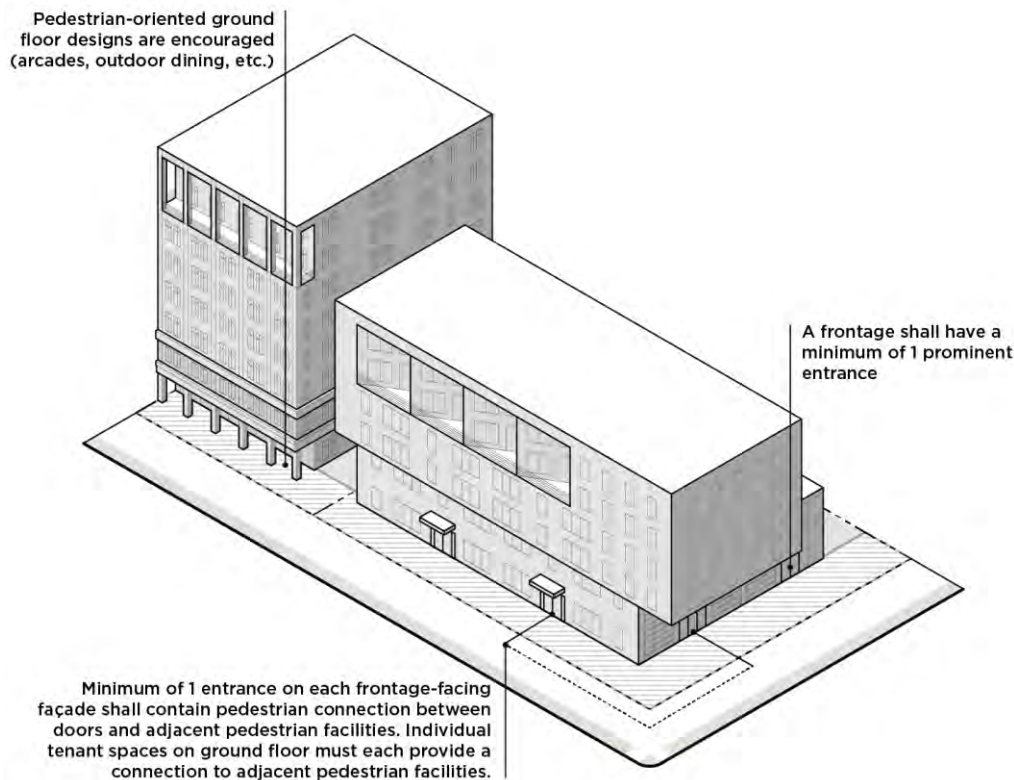 Pedestrian-oriented ground
floor designs are encouraged
(arcades, outdoor dining, etc.)
A frontage shall have a
minimum of 1 prominent
entrance
Minimum of 1 entrance on each frontage-facing
façade shall contain pedestrian connection between
doors and adjacent pedestrian facilities. Individual
tenant spaces on ground floor must each provide a
connection to adjacent pedestrian facilities.